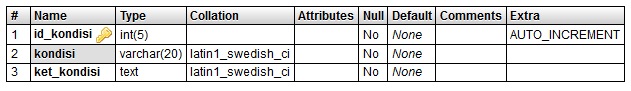 # Name Type Collation Attributes Null Default Comments Extra
1 id_kondisi int(5) No None AUTO_INCREMENT
2 kondisi varchar(20) latin1_swedish_ci No None
3 ket_kondisi text latin1_swedish_ci No None